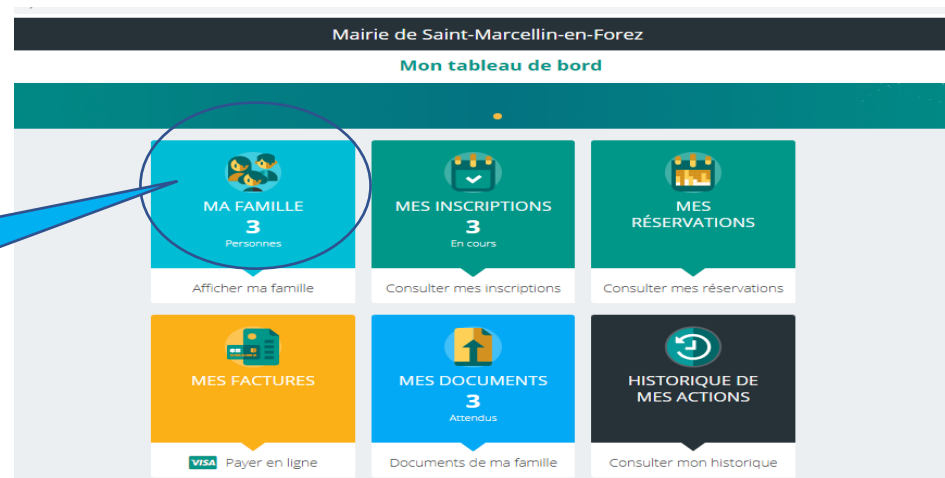 Mairie de Saint-Marcellin-en-Forez
Mon tableau de bord
MA FAMILLE
3
Personnes
Afficher ma famille
MES INSCRIPTIONS
3
En cours
Consulter mes inscriptions
MES
RÉSERVATIONS
Consulter mes réservations
MES FACTURES
VISA Payer en ligne
MES DOCUMENTS
3
Attendus
Documents de ma famille
HISTORIQUE DE
MES ACTIONS
Consulter mon historique